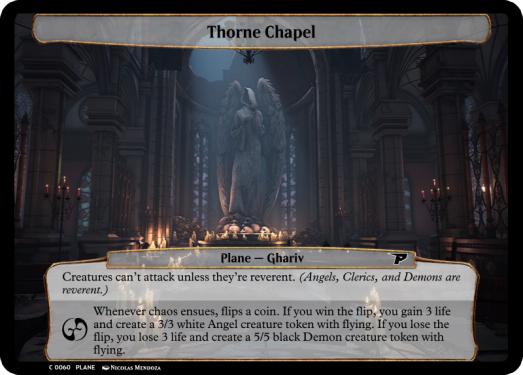 Thorne Chapel
Plane — Ghariv
Creatures can't attack unless they're reverent. (Angels, Clerics, and Demons are
reverent.)
Whenever chaos ensues, flips a coin. If you win the flip, you gain 3 life
and create a 3/3 white Angel creature token with flying. If you lose the
flip, you lose 3 life and create a 5/5 black Demon creature token with
flying.
C 0060 PLANE Nicolas Mendoza